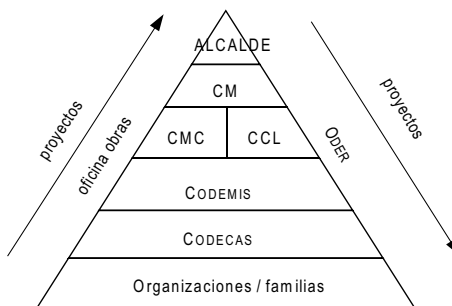 ALCALDE
CM
CMC
CCL
CODEMIS
CODECAS
Organizaciones / familias
proyectos
oficina obras
ODER
proyectos